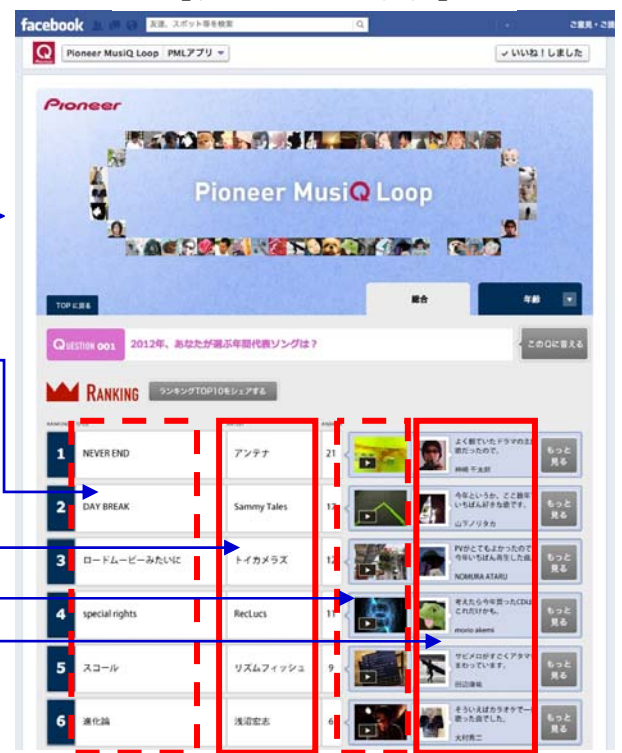 facebook
友達、スポット等を検索
Pioneer MusiQ Loop PMLアプリ
いいね！しました
Pioneer
Pioneer MusiQ Loop
TOPに戻る
総合
年齢
QUESTION 001
2012年、あなたが選ぶ年間代表ソングは？
このQに答える
RANKING
ランキングTOP10をシェアする
1 NEVER END アンテナ 21
よく観ていたドラマの主
歌だったので。
もっと見る
2 DAY BREAK Sammy Tales
今年というか、ここ数年
いちばん好きな歌です。
山下ノリタカ
もっと見る
3 ロードムービーみたいに トイカメラズ 12
PVがとてもよかったので
今年いちばん再生した曲
NOMURA ATARU
もっと見る
4 special rights RecLucs 11
考えたら今年買ったCDは
これだけかも。
morio akemi
もっと見る
5 スコール リズムフィッシュ 9
サビメロがすごくアタマ
まわっています。
もっと見る
6 進化論 浅沼宏志 6
そういえばカラオケで一
歌った曲でした。
大村亮二
もっと見る